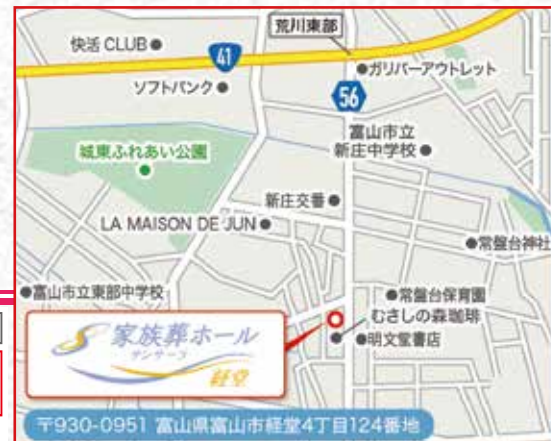 荒川東部
快活 CLUB
41
ガリバーアウトレット
ソフトバンク
56
富山市立
新庄中学校
城東ふれあい公園
新庄交番
LA MAISON DE JUN
常盤台神社
富山市立東部中学校
常盤台保育園
むさしの森珈琲
明文堂書店
家族葬ホール
サンサーラ
経堂
〒930-0951 富山県富山市経堂4丁目124番地